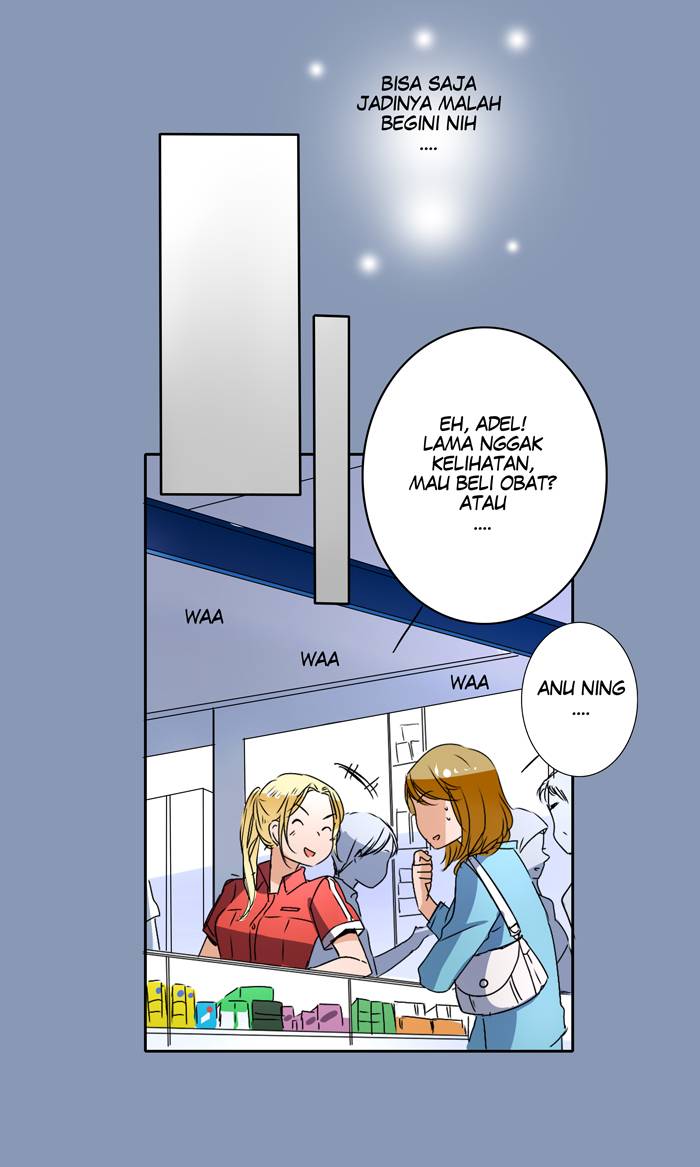 BISA SAJA
JADINYA MALAH
BEGINI NIH
....
EH, ADEL!
LAMA NGGAK
KELIHATAN,
MAU BELI OBAT?
ATAU
....
WAA
WAA
WAA
ANU NING
....